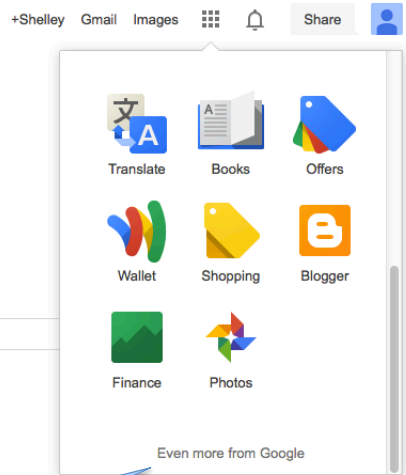 +Shelley Gmail Images Share
文 A
Translate Books Offers
Wallet Shopping Blogger
Finance Photos
Even more from Google